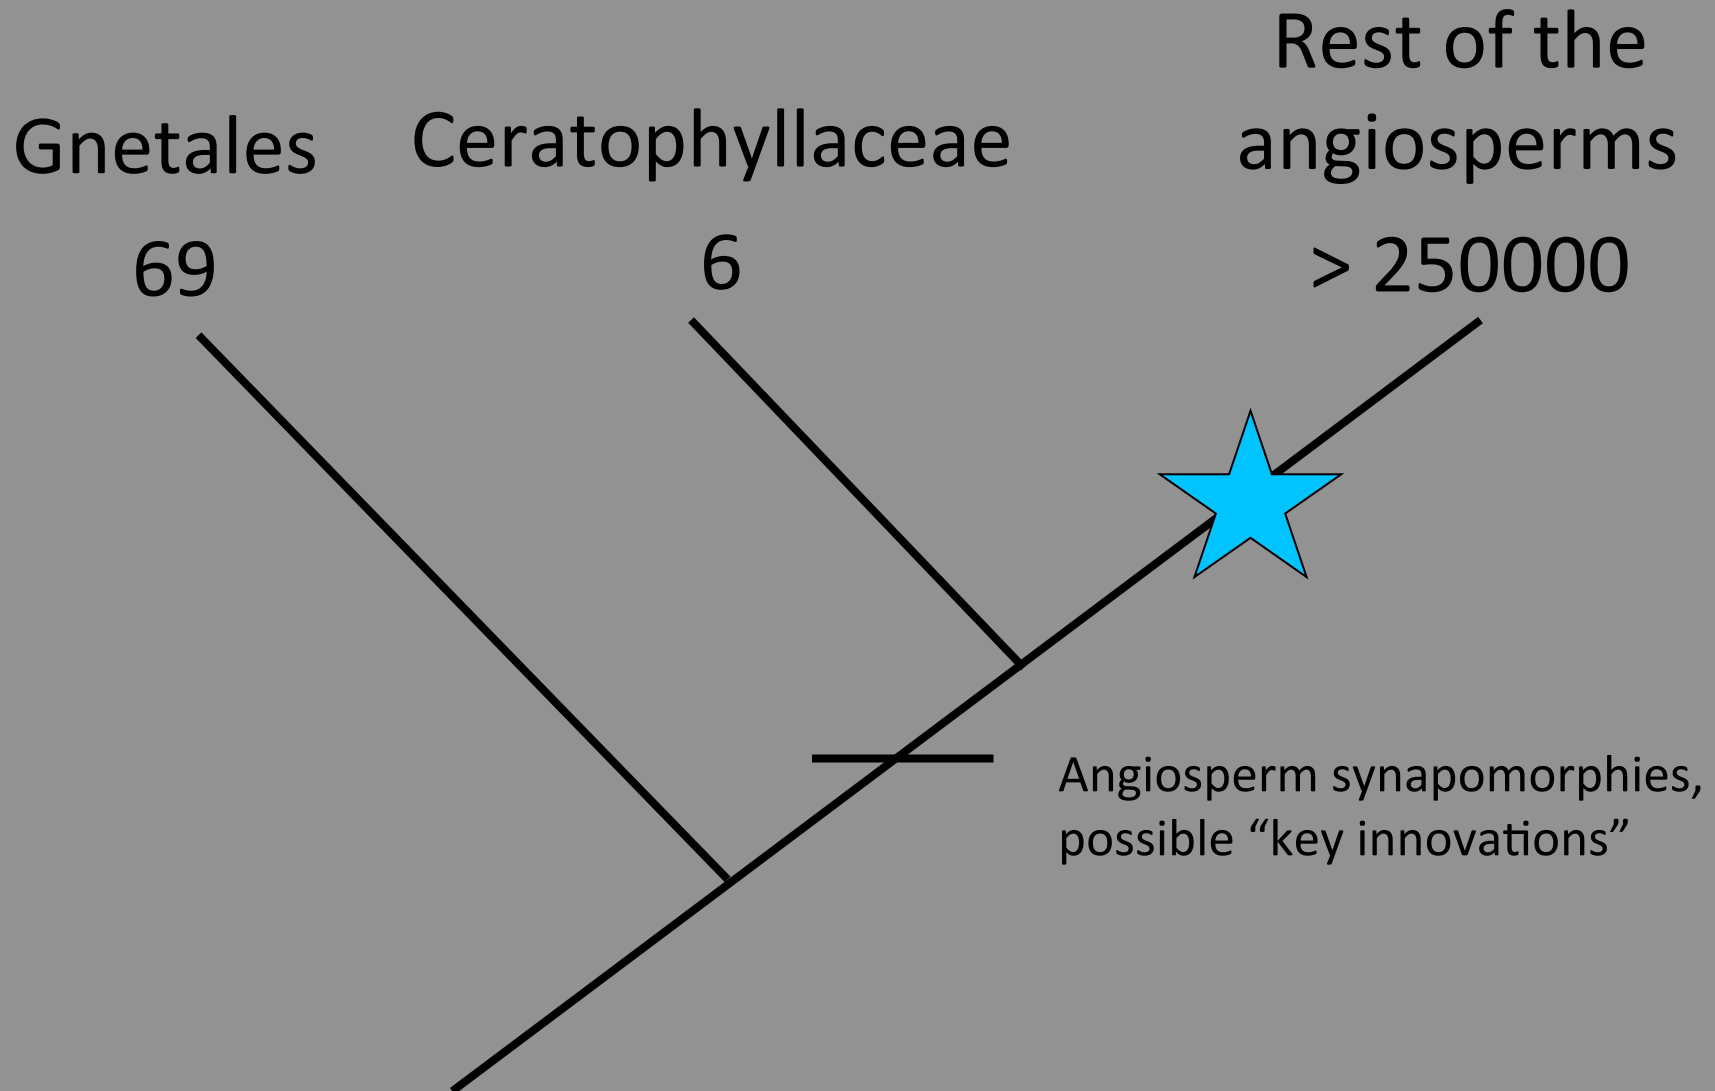 Gnetales
69
Ceratophyllaceae
6
Rest of the
angiosperms
> 250000
Angiosperm synapomorphies,
possible “key innovations”